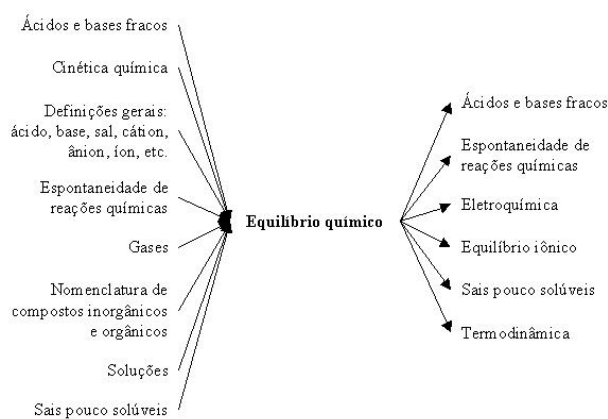 Ácidos e bases fracos
Cinética química
Definições gerais:
ácido, base, sal, cátion,
ânion, íon, etc.
Espontaneidade de
reações químicas
Gases
Nomenclatura de
compostos inorgânicos
e orgânicos
Soluções
Sais pouco solúveis
Equilíbrio químico
Ácidos e bases fracos
Espontaneidade de
reações químicas
Eletroquímica
Equilíbrio iônico
Sais pouco solúveis
Termodinâmica